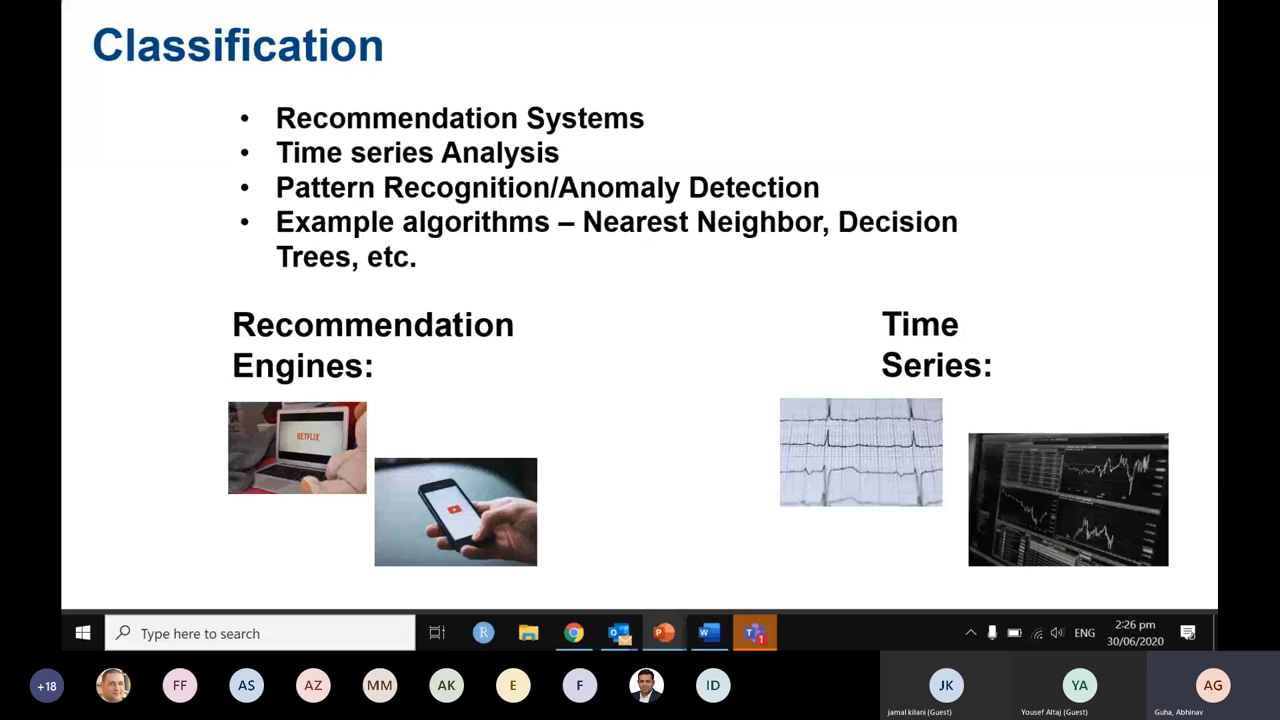 Classification
• Recommendation Systems
• Time series Analysis
• Pattern Recognition/Anomaly Detection
• Example algorithms – Nearest Neighbor, Decision
Trees, etc.
Recommendation
Engines:
Time
Series:
NETFLIX
Type here to search
R
1
ENG
2:26 pm
30/06/2020
+18
FF
AS
AZ
MM
AK
E
F
ID
JK
YA
AG
jamal kilani (Guest)
Yousef Altaj (Guest)
Guha, Abhinav